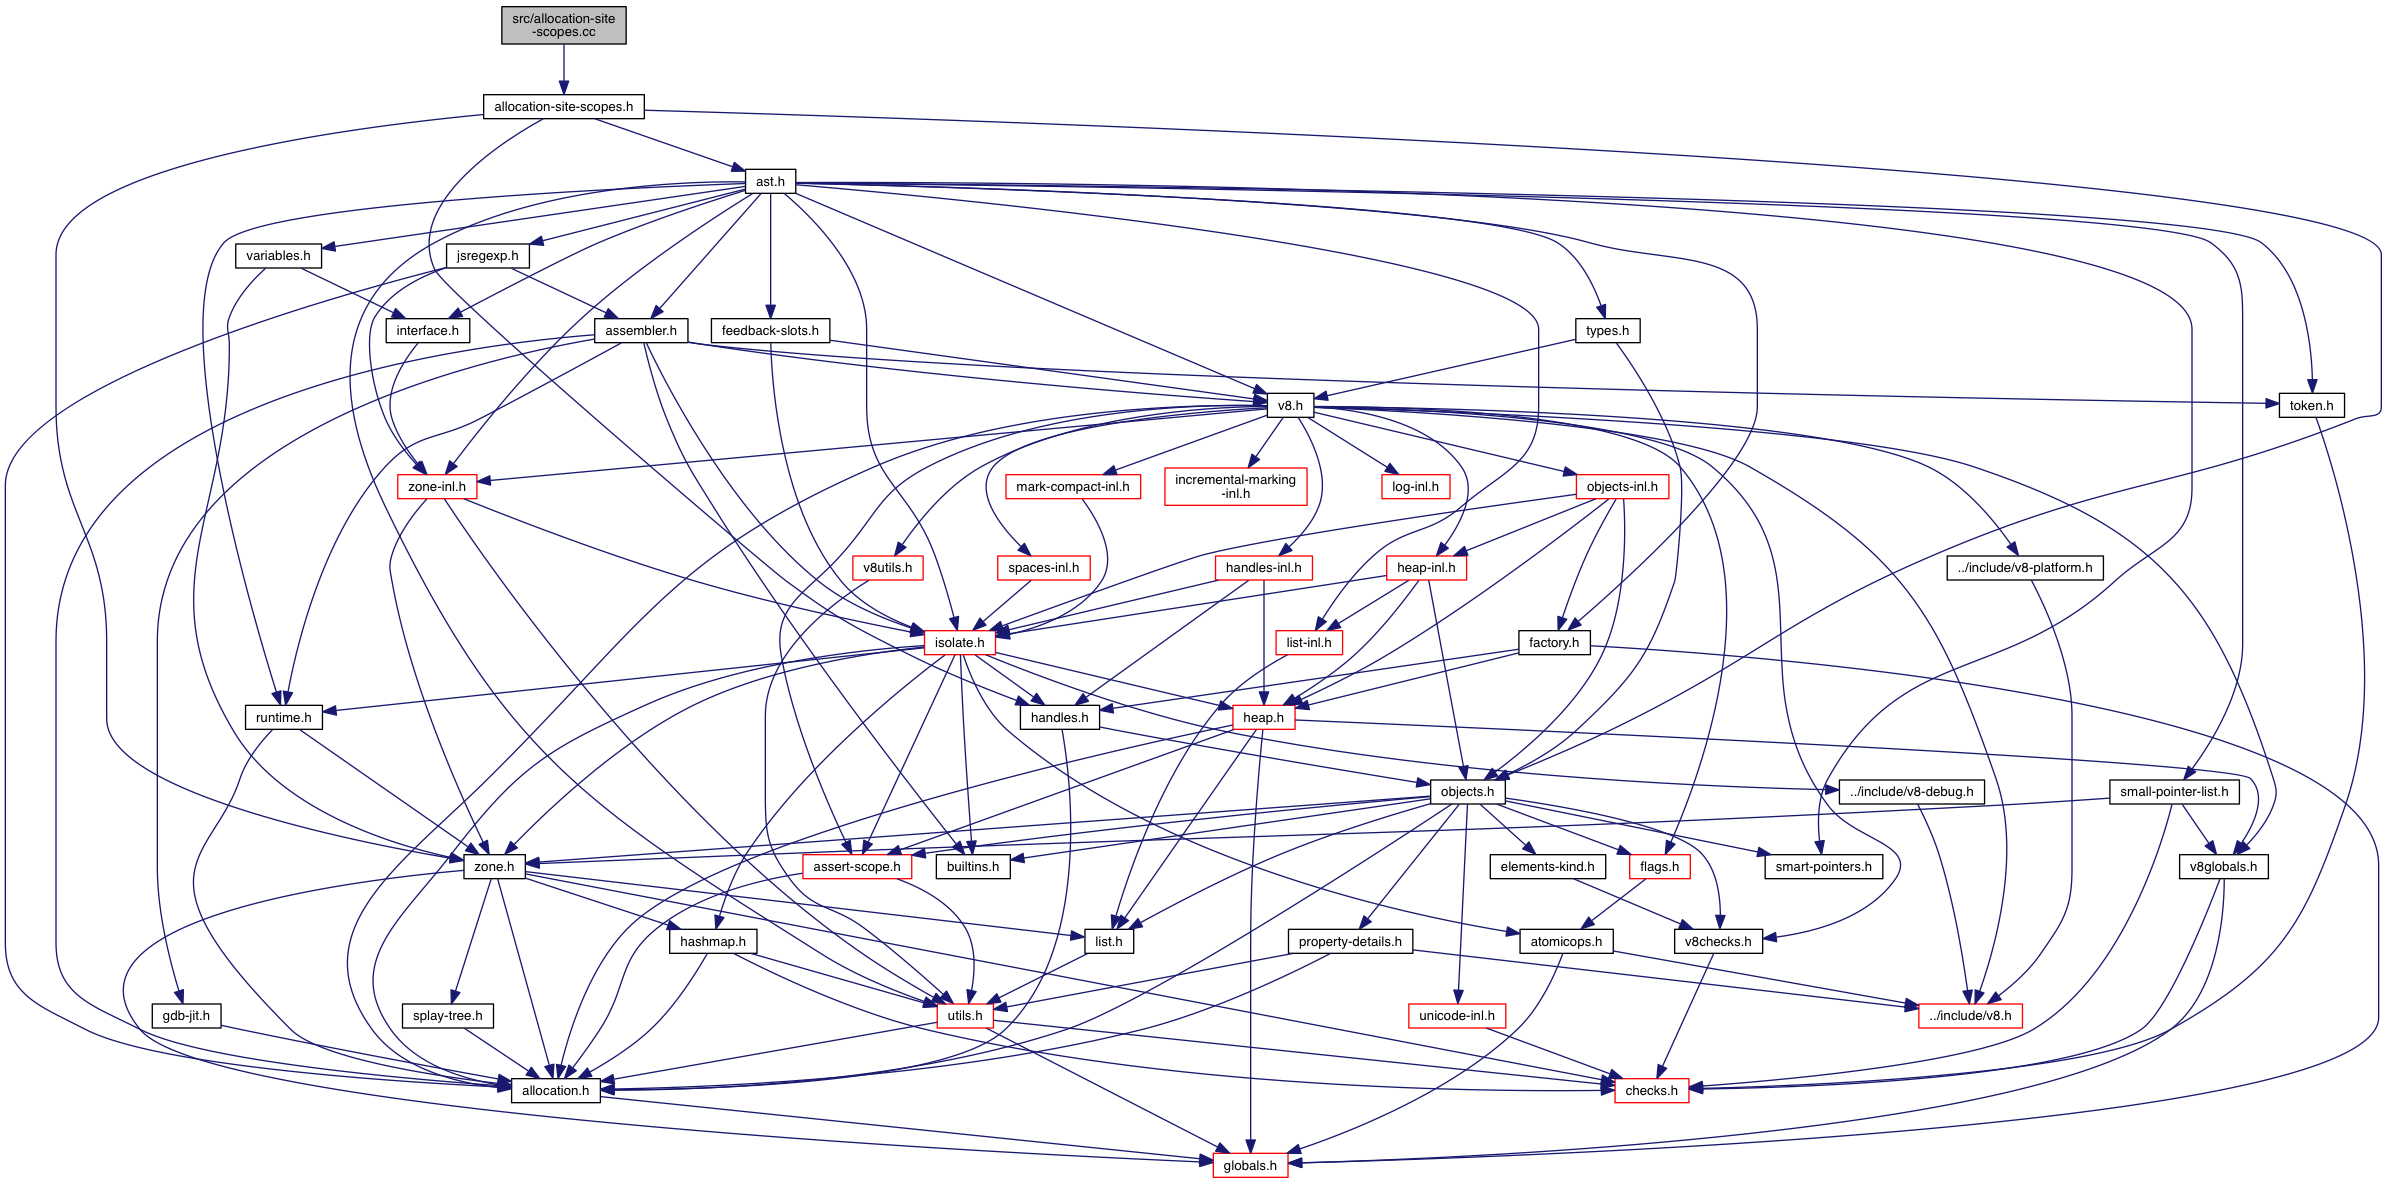 src/allocation-site
-scopes.cc
allocation-site-scopes.h
ast.h
variables.h
jsregexp.h
interface.h
assembler.h
feedback-slots.h
types.h
v8.h
token.h
zone-inl.h
mark-compact-inl.h
incremental-marking
-inl.h
log-inl.h
objects-inl.h
v8utils.h
spaces-inl.h
handles-inl.h
heap-inl.h
../include/v8-platform.h
isolate.h
list-inl.h
factory.h
runtime.h
handles.h
heap.h
objects.h
../include/v8-debug.h
small-pointer-list.h
zone.h
assert-scope.h
builtins.h
elements-kind.h
flags.h
smart-pointers.h
v8globals.h
hashmap.h
list.h
property-details.h
atomicops.h
v8checks.h
gdb-jit.h
splay-tree.h
utils.h
unicode-inl.h
../include/v8.h
allocation.h
checks.h
globals.h